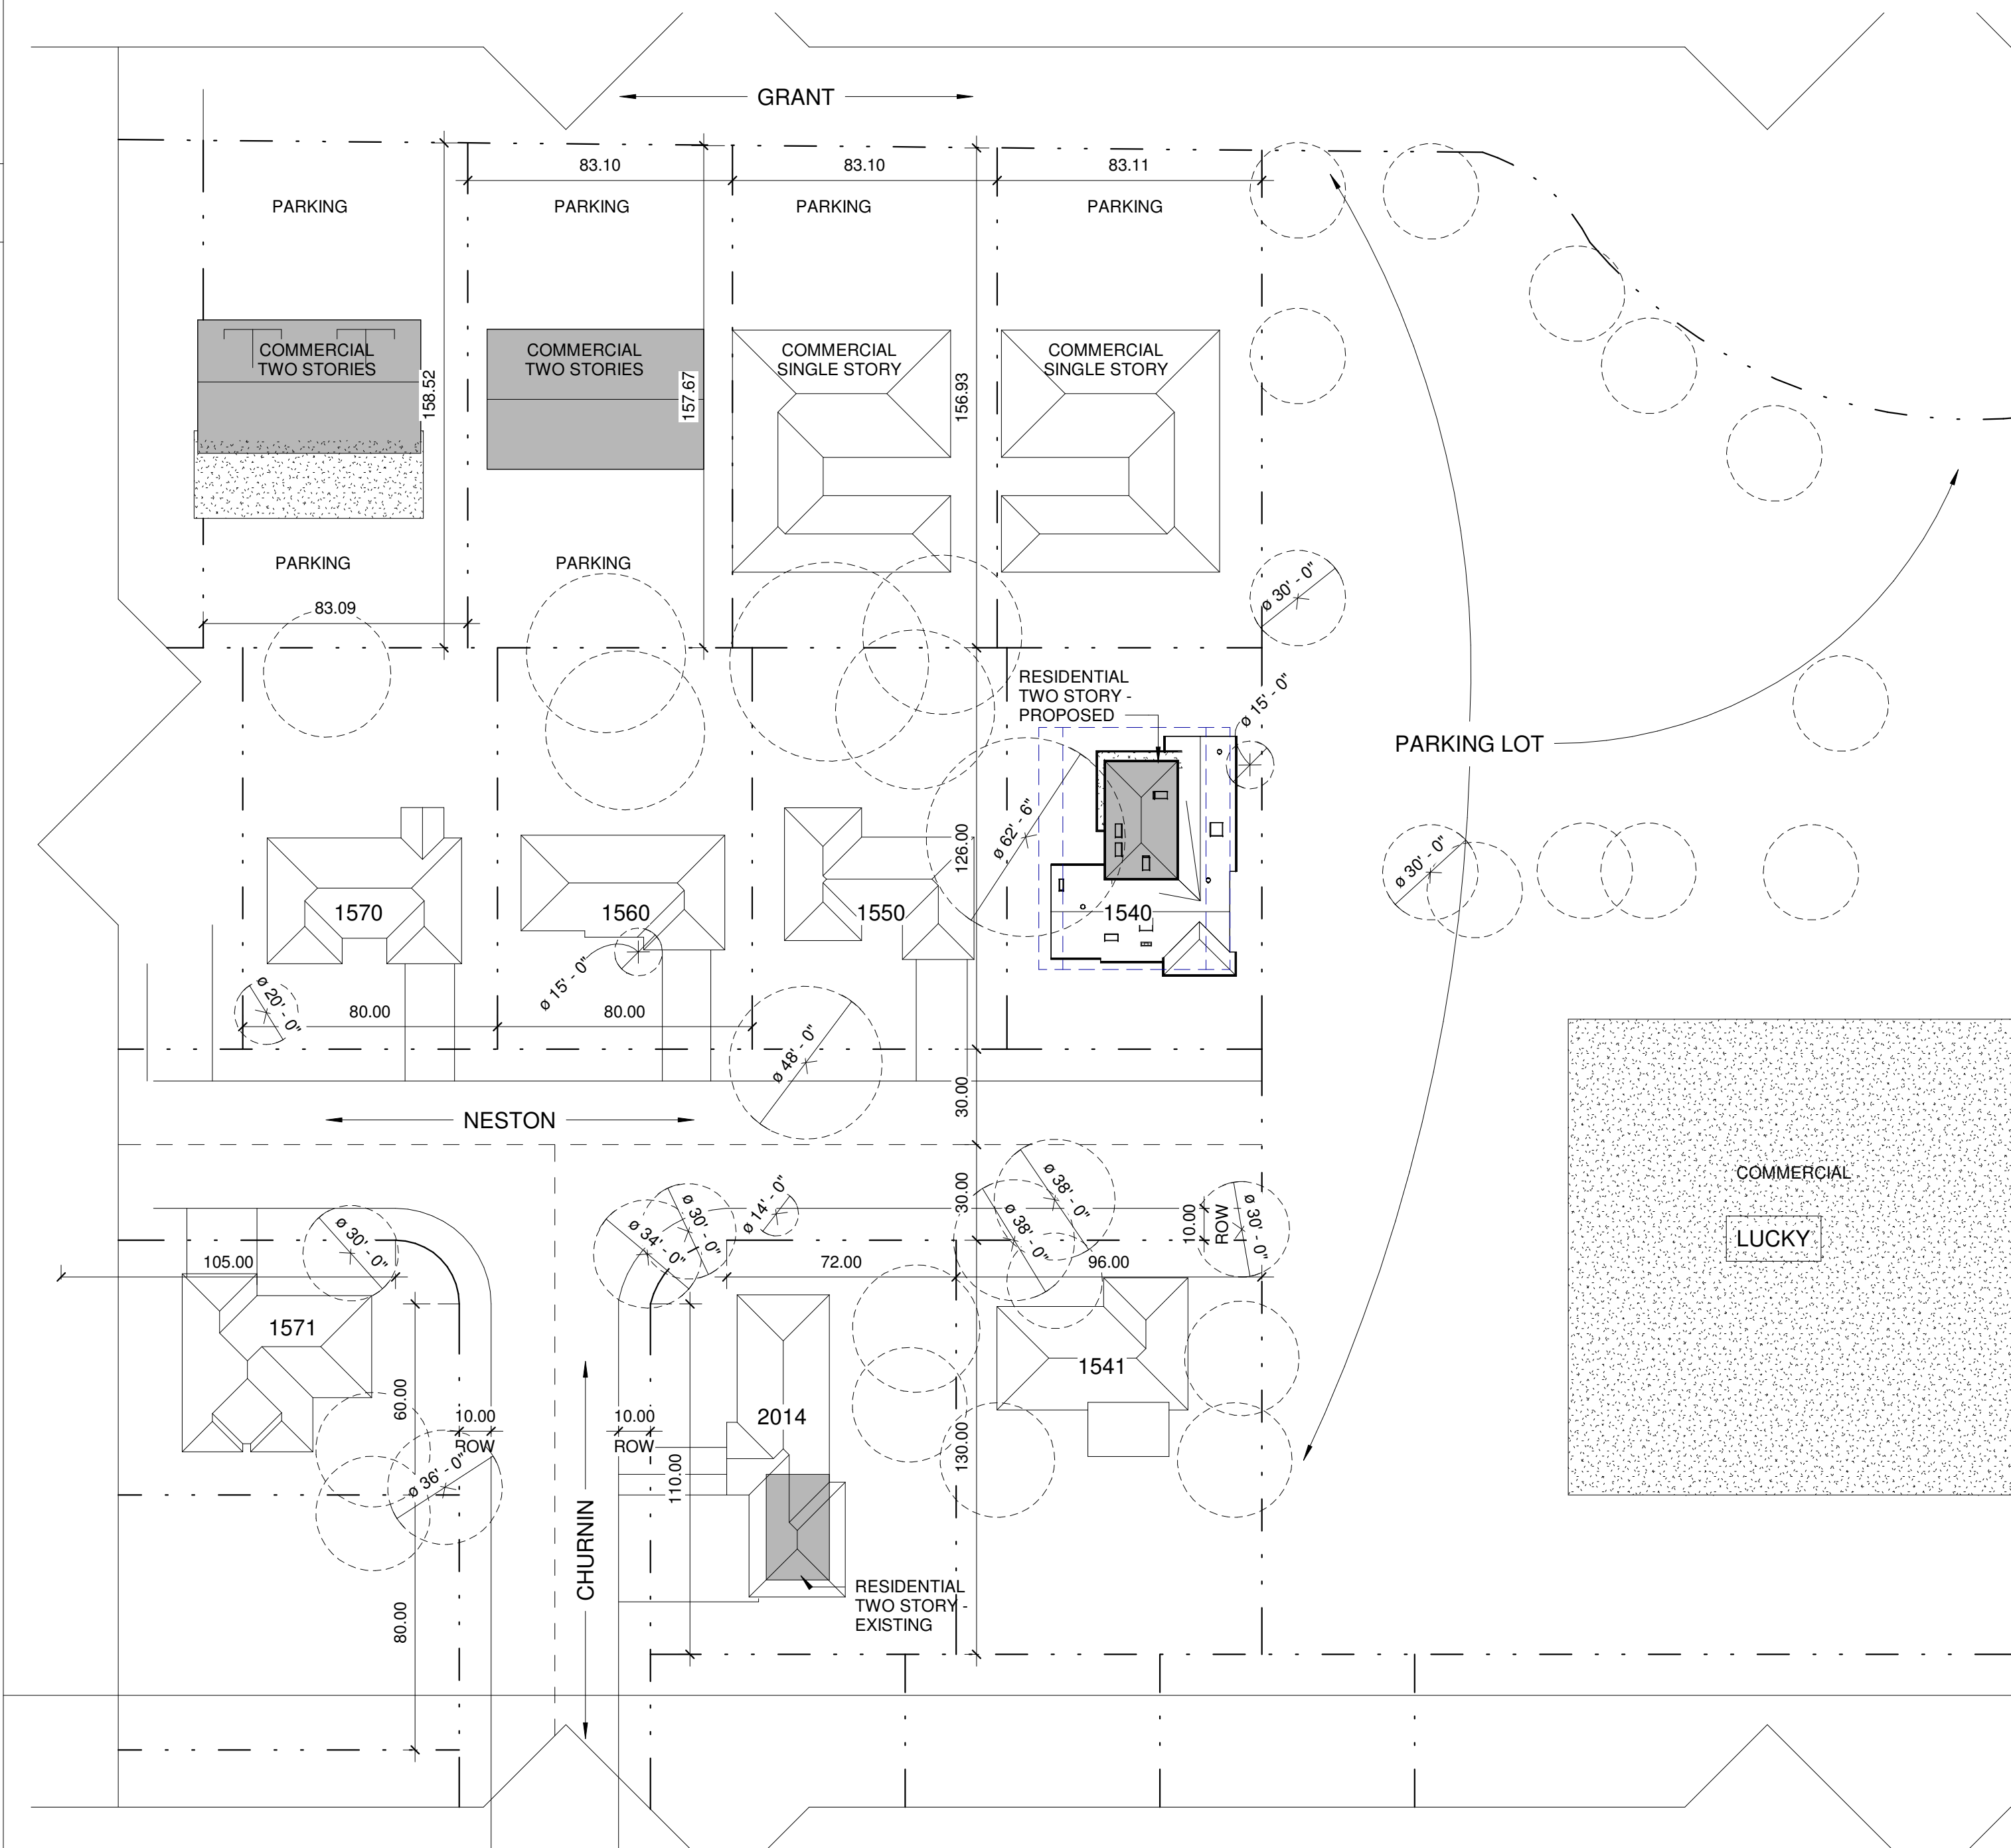 GRANT
83.10
83.10
83.11
PARKING
PARKING
PARKING
PARKING
COMMERCIAL
TWO STORIES
COMMERCIAL
TWO STORIES
COMMERCIAL
SINGLE STORY
COMMERCIAL
SINGLE STORY
158.52
157.67
156.93
PARKING
PARKING
83.09
ø 30' - 0"
RESIDENTIAL
TWO STORY -
PROPOSED
ø 15' - 0"
PARKING LOT
ø 62' - 6"
126.00
ø 30' - 0"
1570
1560
1550
1540
ø 15' - 0"
ø 20' - 0"
80.00
80.00
ø 48' - 0"
30.00
NESTON
COMMERCIAL
LUCKY
30.00
ø 38' - 0"
ø 38' - 0"
10.00
ROW
ø 30' - 0"
ø 14' - 0"
ø 30' - 0"
ø 34' - 0"
ø 30' - 0"
105.00
72.00
96.00
1571
1541
60.00
10.00
ROW
10.00
ROW
2014
ø 36' - 0"
110.00
130.00
CHURNIN
80.00
RESIDENTIAL
TWO STORY -
EXISTING